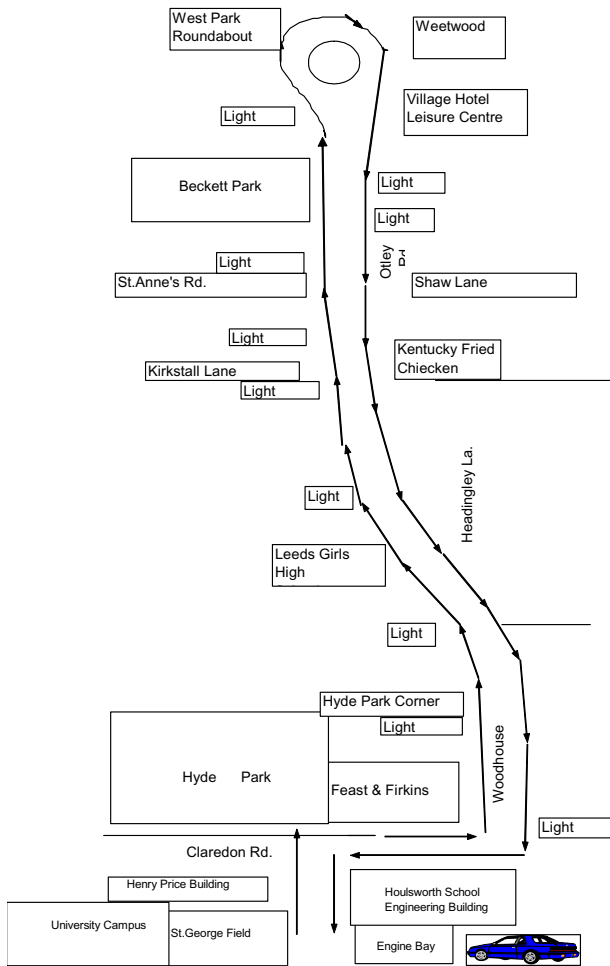 West Park
Roundabout
Weetwood
Village Hotel
Leisure Centre
Light
Light
Beckett Park
Light
Otley
Rd
Light
St.Anne's Rd.
Shaw Lane
Light
Kentucky Fried
Chiecken
Kirkstall Lane
Light
Headingley La.
Light
Leeds Girls
High
Light
Hyde Park Corner
Light
Woodhouse
Hyde Park
Feast & Firkins
Light
Claredon Rd.
Henry Price Building
Houlsworth School
Engineering Building
University Campus
St.George Field
Engine Bay